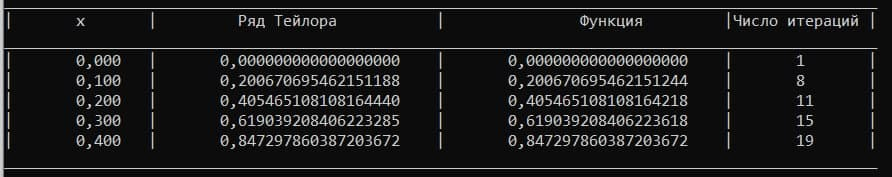 | x | Ряд Тейлора | Функция |Число итераций |
| 0,000 | 0,000000000000000000 | 0,000000000000000000 | 1 |
| 0,100 | 0,200670695462151188 | 0,200670695462151244 | 8 |
| 0,200 | 0,405465108108164440 | 0,405465108108164218 | 11 |
| 0,300 | 0,619039208406223285 | 0,619039208406223618 | 15 |
| 0,400 | 0,847297860387203672 | 0,847297860387203672 | 19 |